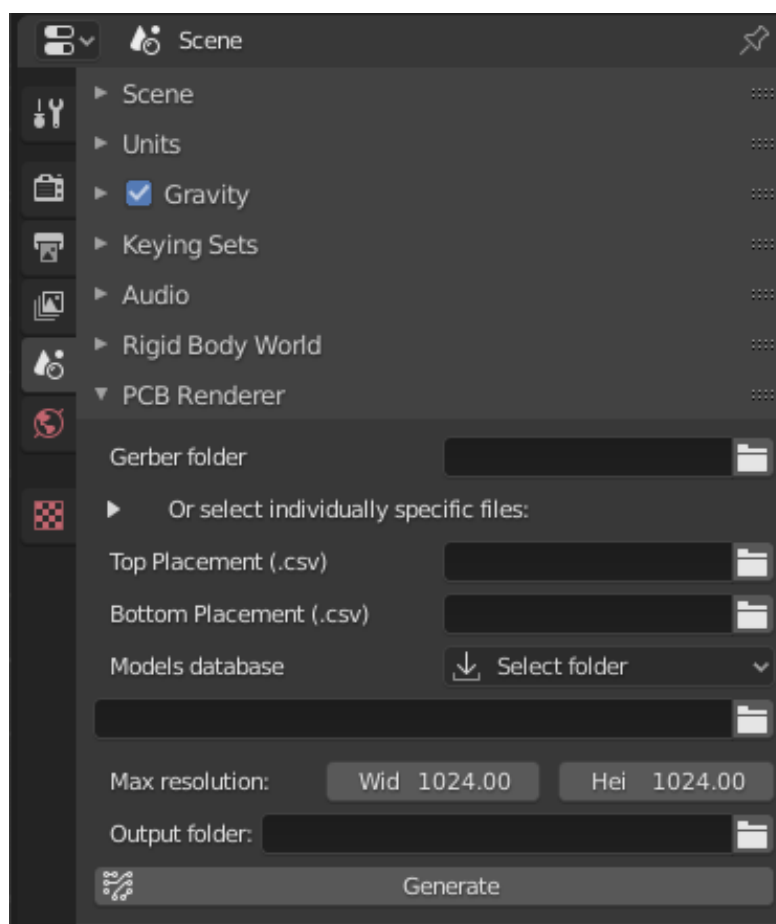 Scene
Scene
Units
Gravity
Keying Sets
Audio
Rigid Body World
PCB Renderer
Gerber folder
Or select individually specific files:
Top Placement (.csv)
Bottom Placement (.csv)
Models database Select folder
Max resolution: Wid 1024.00 Hei 1024.00
Output folder:
Generate